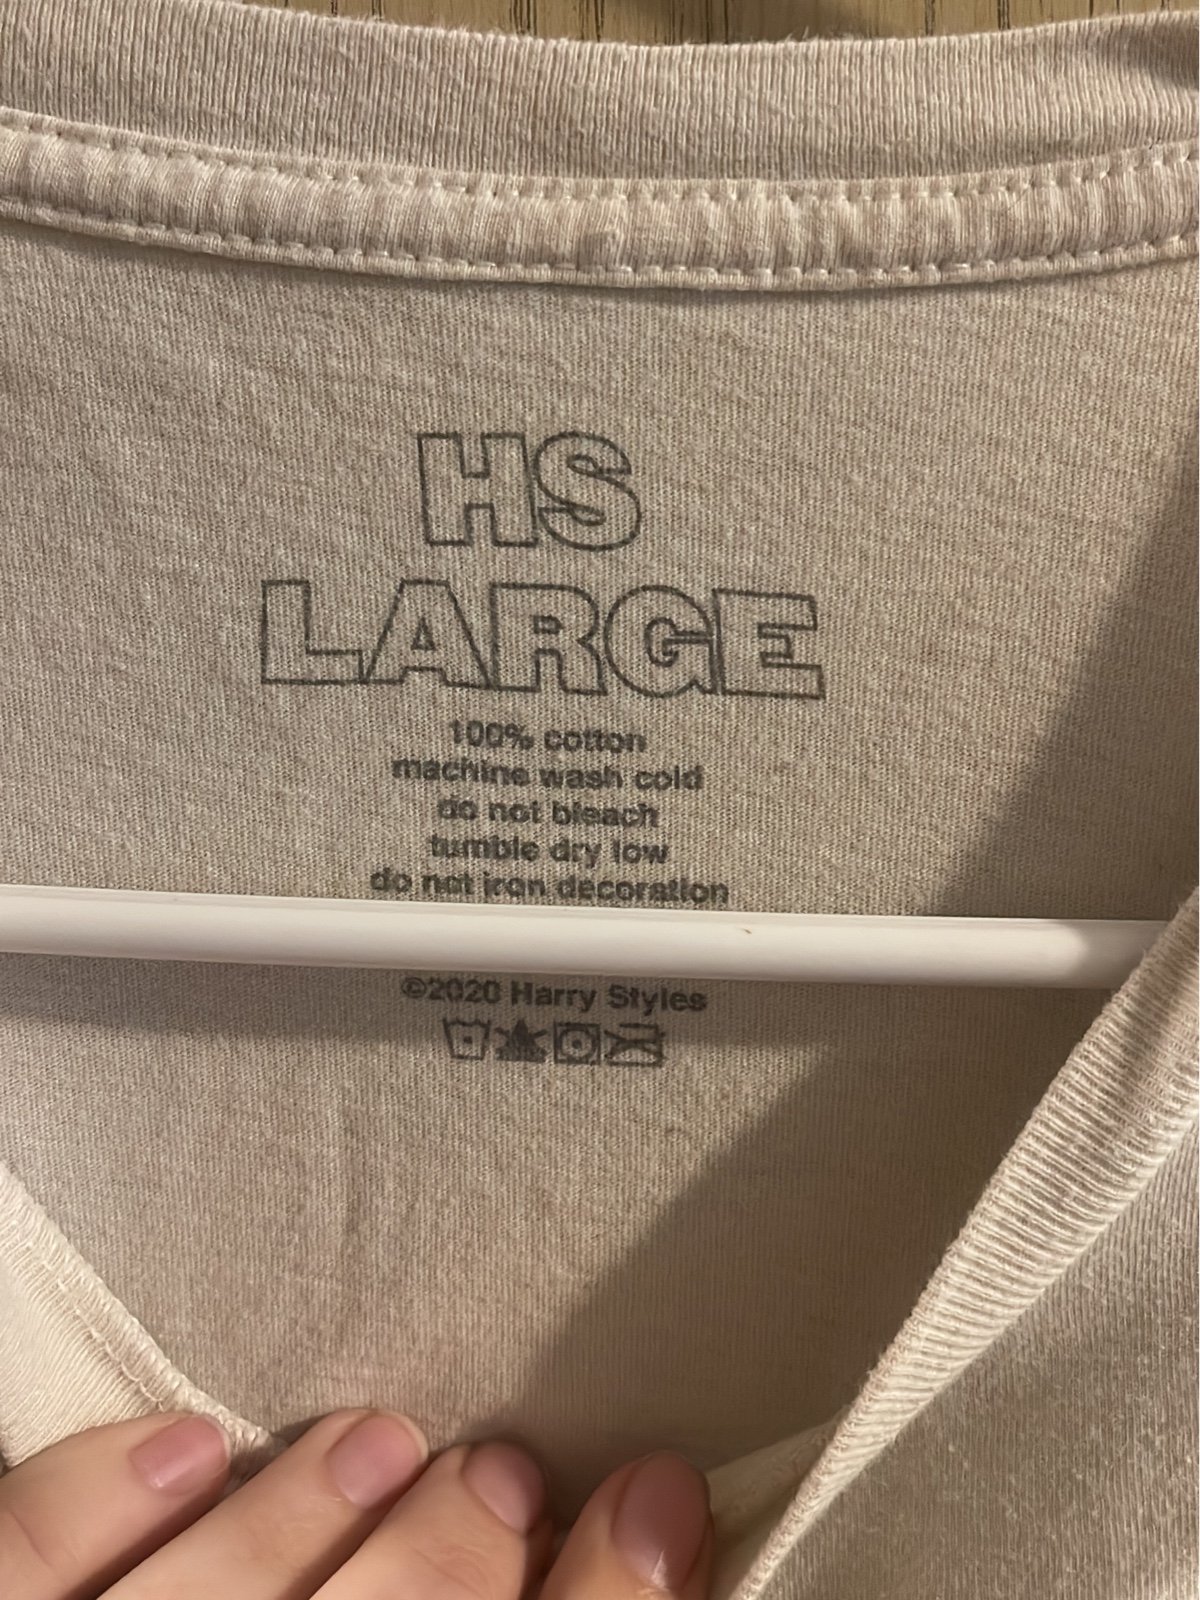 HS
LARGE
100% cotton
machine wash cold
do not bleach
tumble dry low
do not iron decoration
©2020 Harry Styles